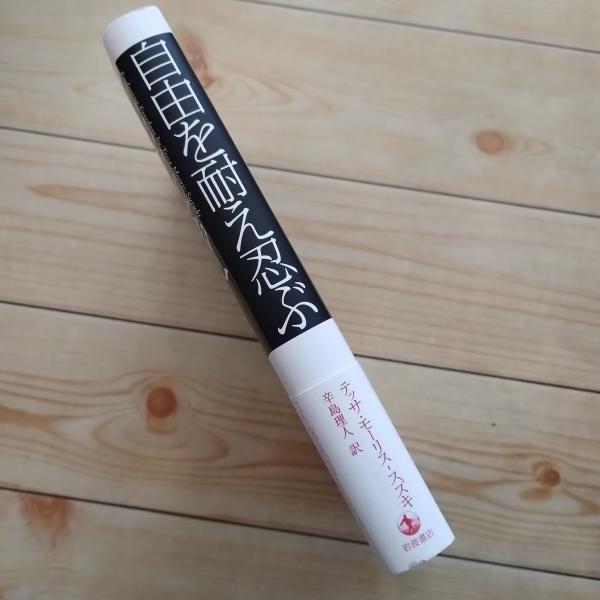 自由を耐え忍ぶ
テッサ・モーリス-スズキ
辛島理人 訳
岩波書店